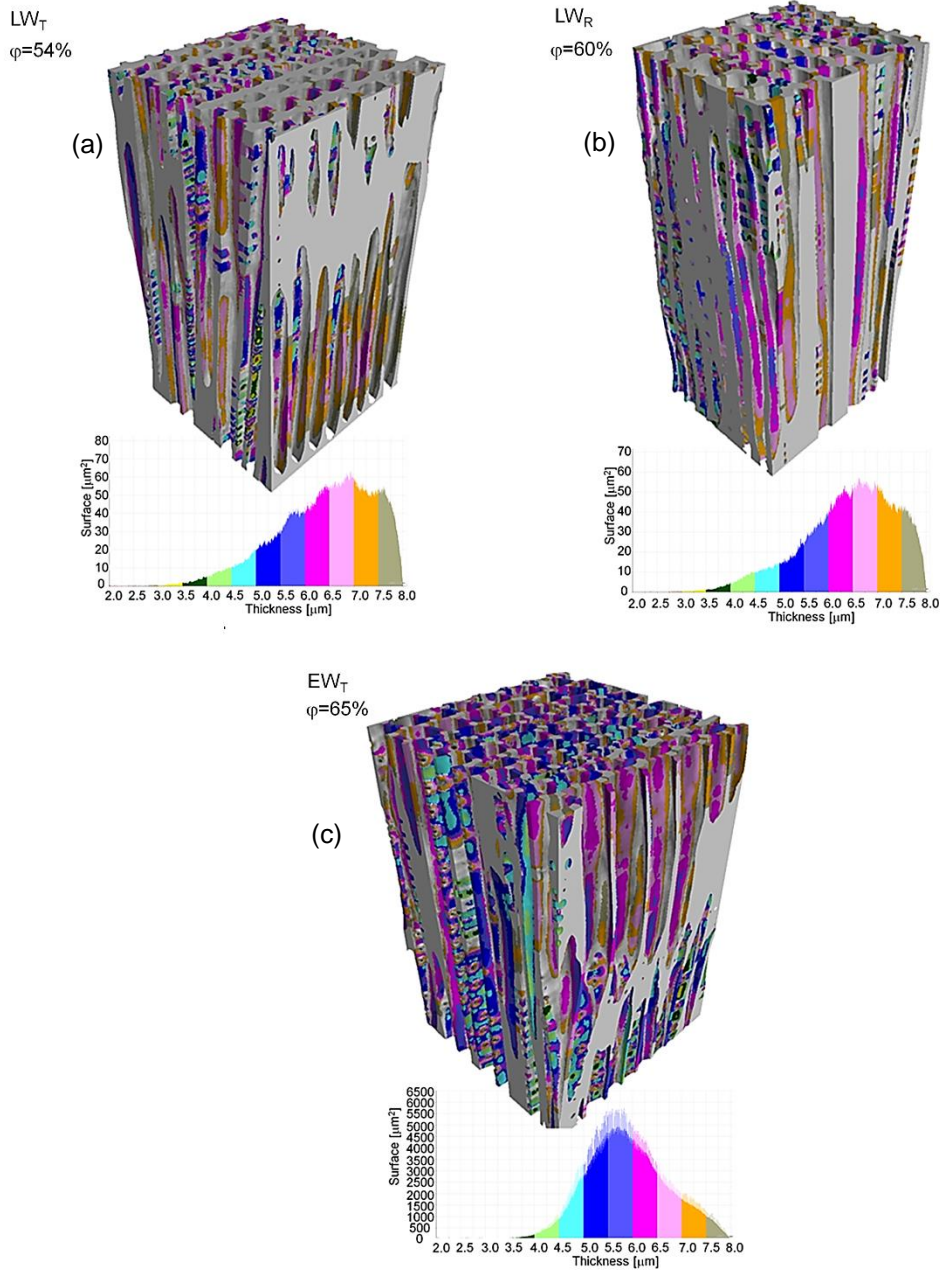 LW_T
φ=54%
(a)
80
70
60
50
40
30
20
10
0
Surface [μm²]
2.0 2.5 3.0 3.5 4.0 4.5 5.0 5.5 6.0 6.5 7.0 7.5 8.0
Thickness [μm]
LW_R
φ=60%
(b)
70
60
50
40
30
20
10
0
Surface [μm²]
2.0 2.5 3.0 3.5 4.0 4.5 5.0 5.5 6.0 6.5 7.0 7.5 8.0
Thickness [μm]
EW_T
φ=65%
(c)
6500
6000
5500
5000
4500
4000
3500
3000
2500
2000
1500
1000
500
0
Surface [μm²]
2.0 2.5 3.0 3.5 4.0 4.5 5.0 5.5 6.0 6.5 7.0 7.5 8.0
Thickness [μm]